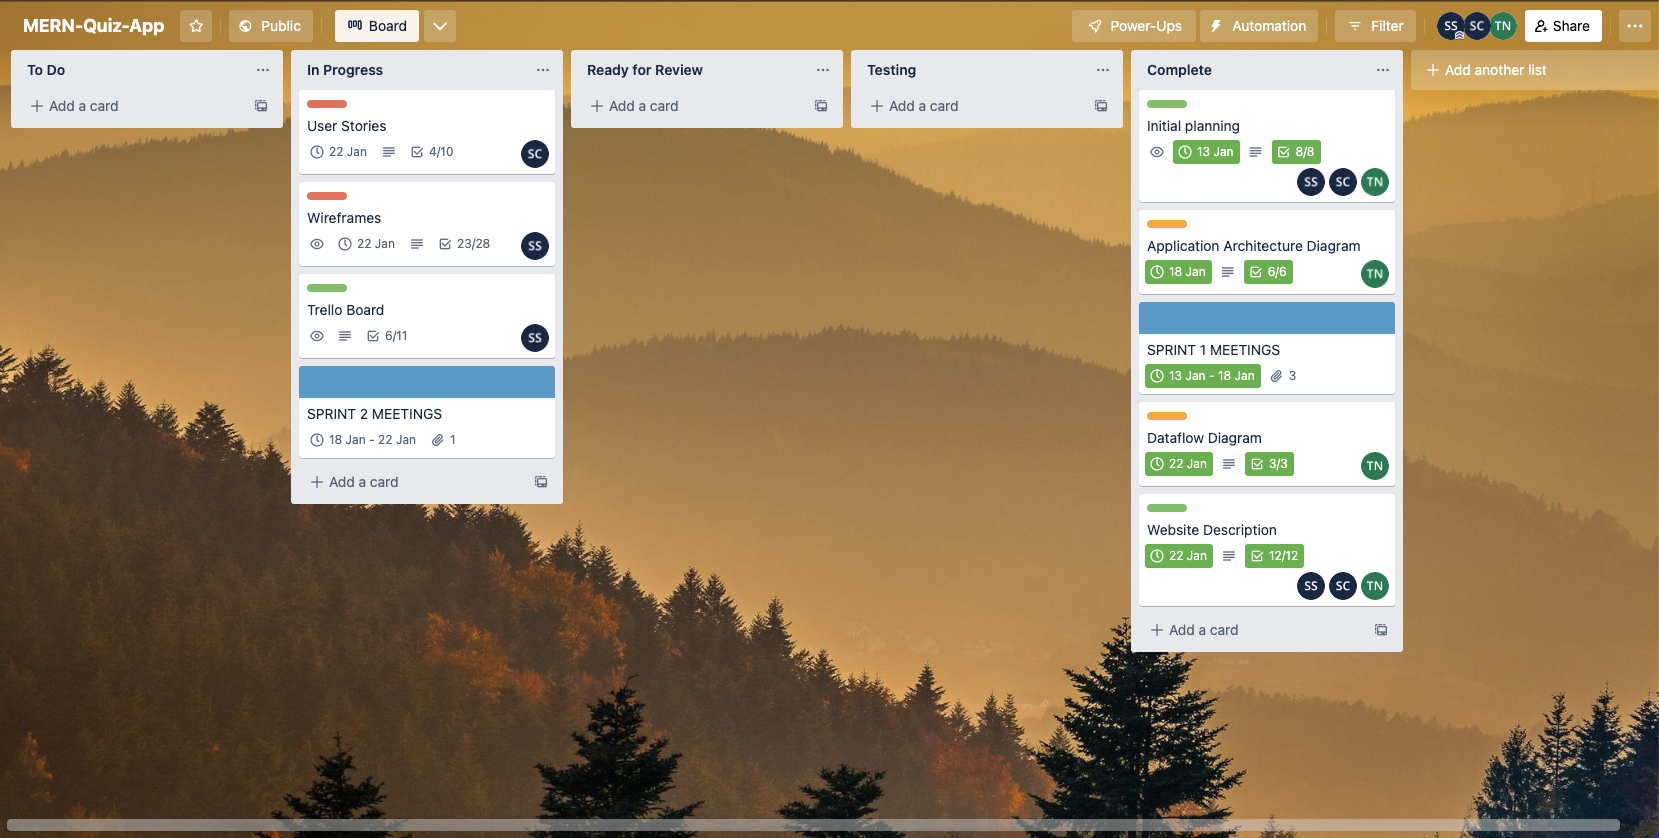 MERN-Quiz-App Public Board Power-Ups Automation Filter SS SC TN Share
To Do
Add a card
In Progress
User Stories
22 Jan 4/10 SC
Wireframes
22 Jan 23/28 SS
Trello Board
6/11 SS
SPRINT 2 MEETINGS
18 Jan - 22 Jan 1
Add a card
Ready for Review
Add a card
Testing
Add a card
Complete
Initial planning
13 Jan 8/8
SS SC TN
Application Architecture Diagram
18 Jan 6/6 TN
SPRINT 1 MEETINGS
13 Jan - 18 Jan 3
Dataflow Diagram
22 Jan 3/3 TN
Website Description
22 Jan 12/12
SS SC TN
Add a card
Add another list